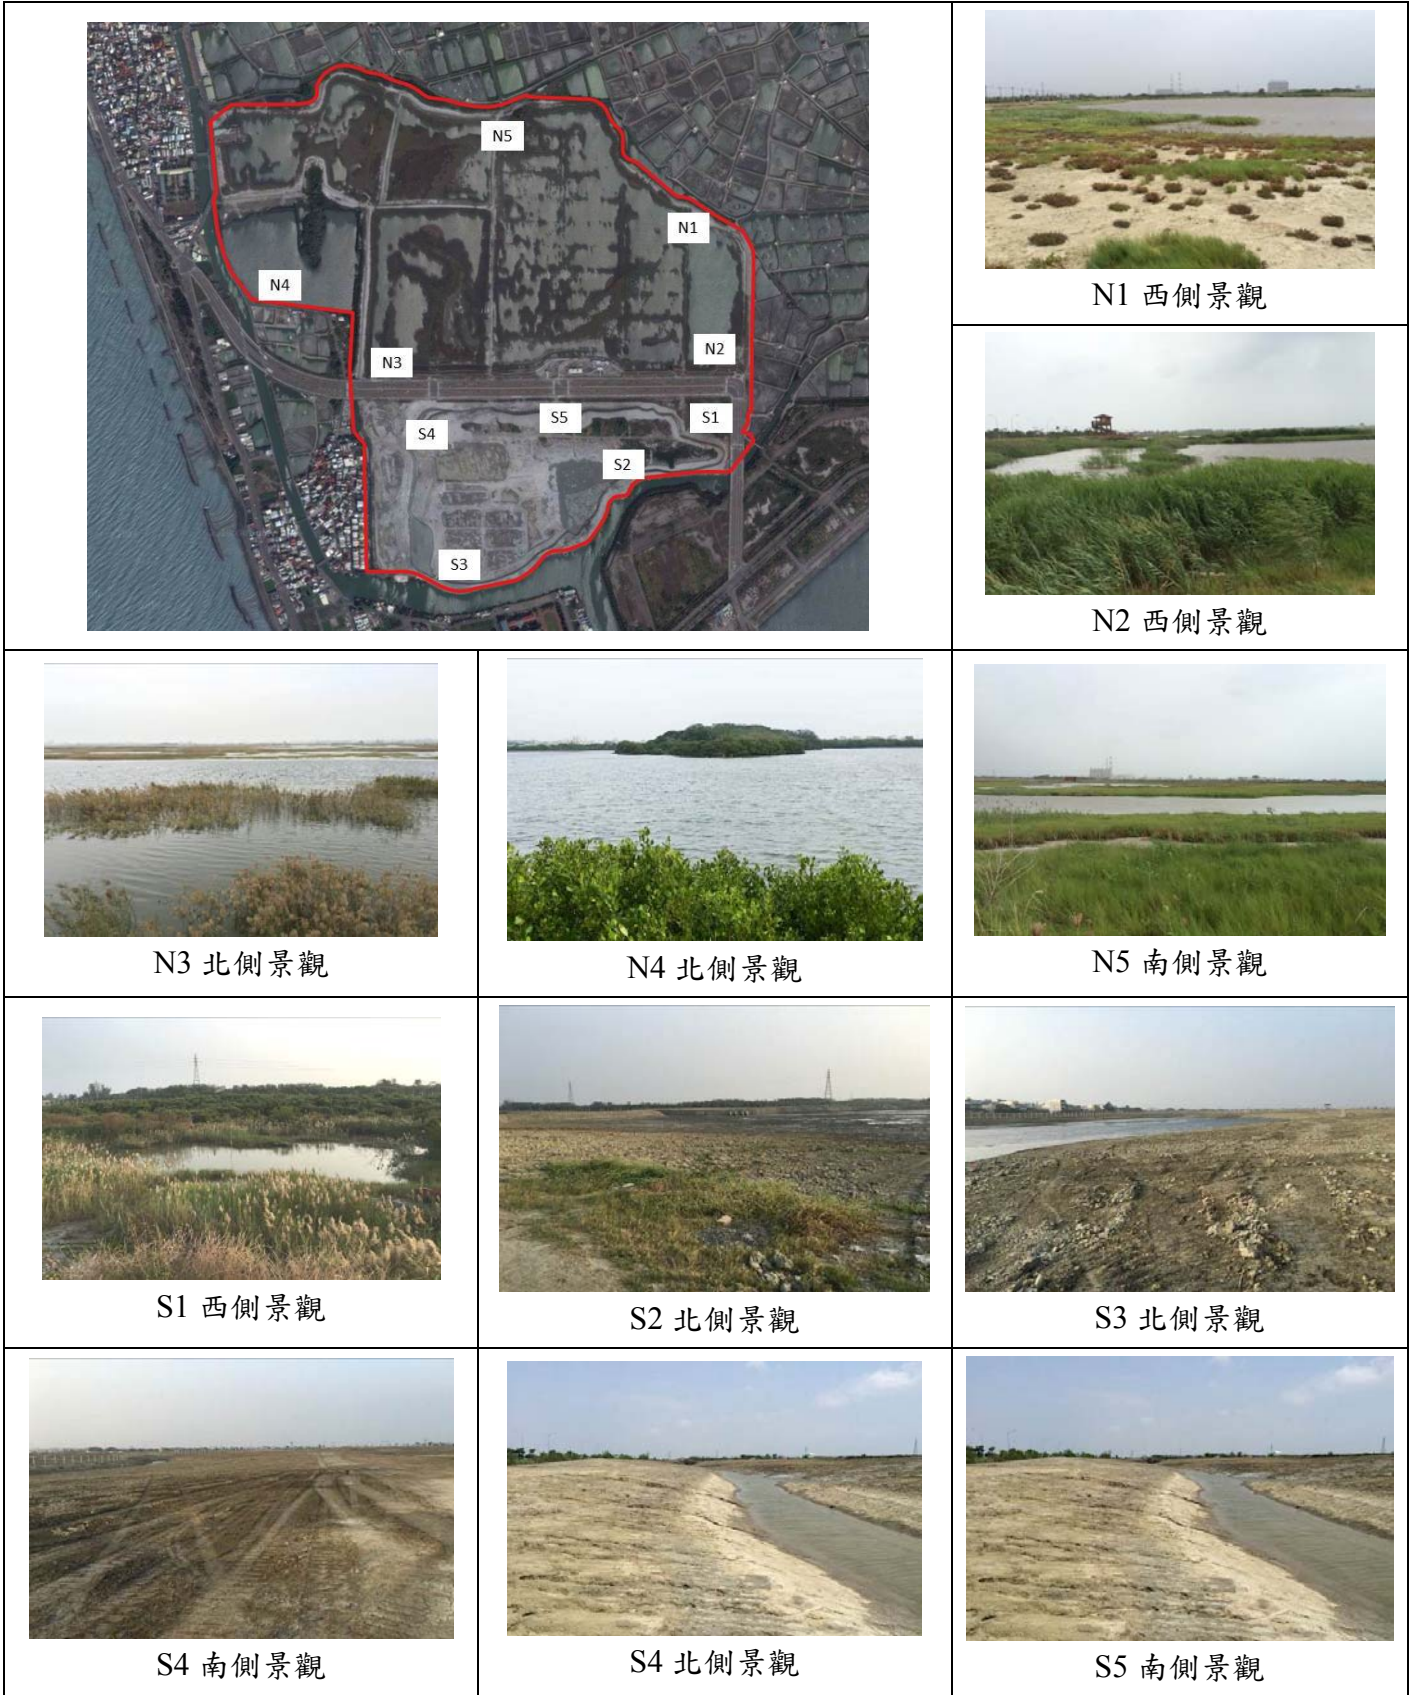 N5
N1
N4
N2
N3
S5
S1
S4
S2
S3
N1 西側景觀
N2 西側景觀
N3 北側景觀
N4 北側景觀
N5 南側景觀
S1 西側景觀
S2 北側景觀
S3 北側景觀
S4 南側景觀
S4 北側景觀
S5 南側景觀